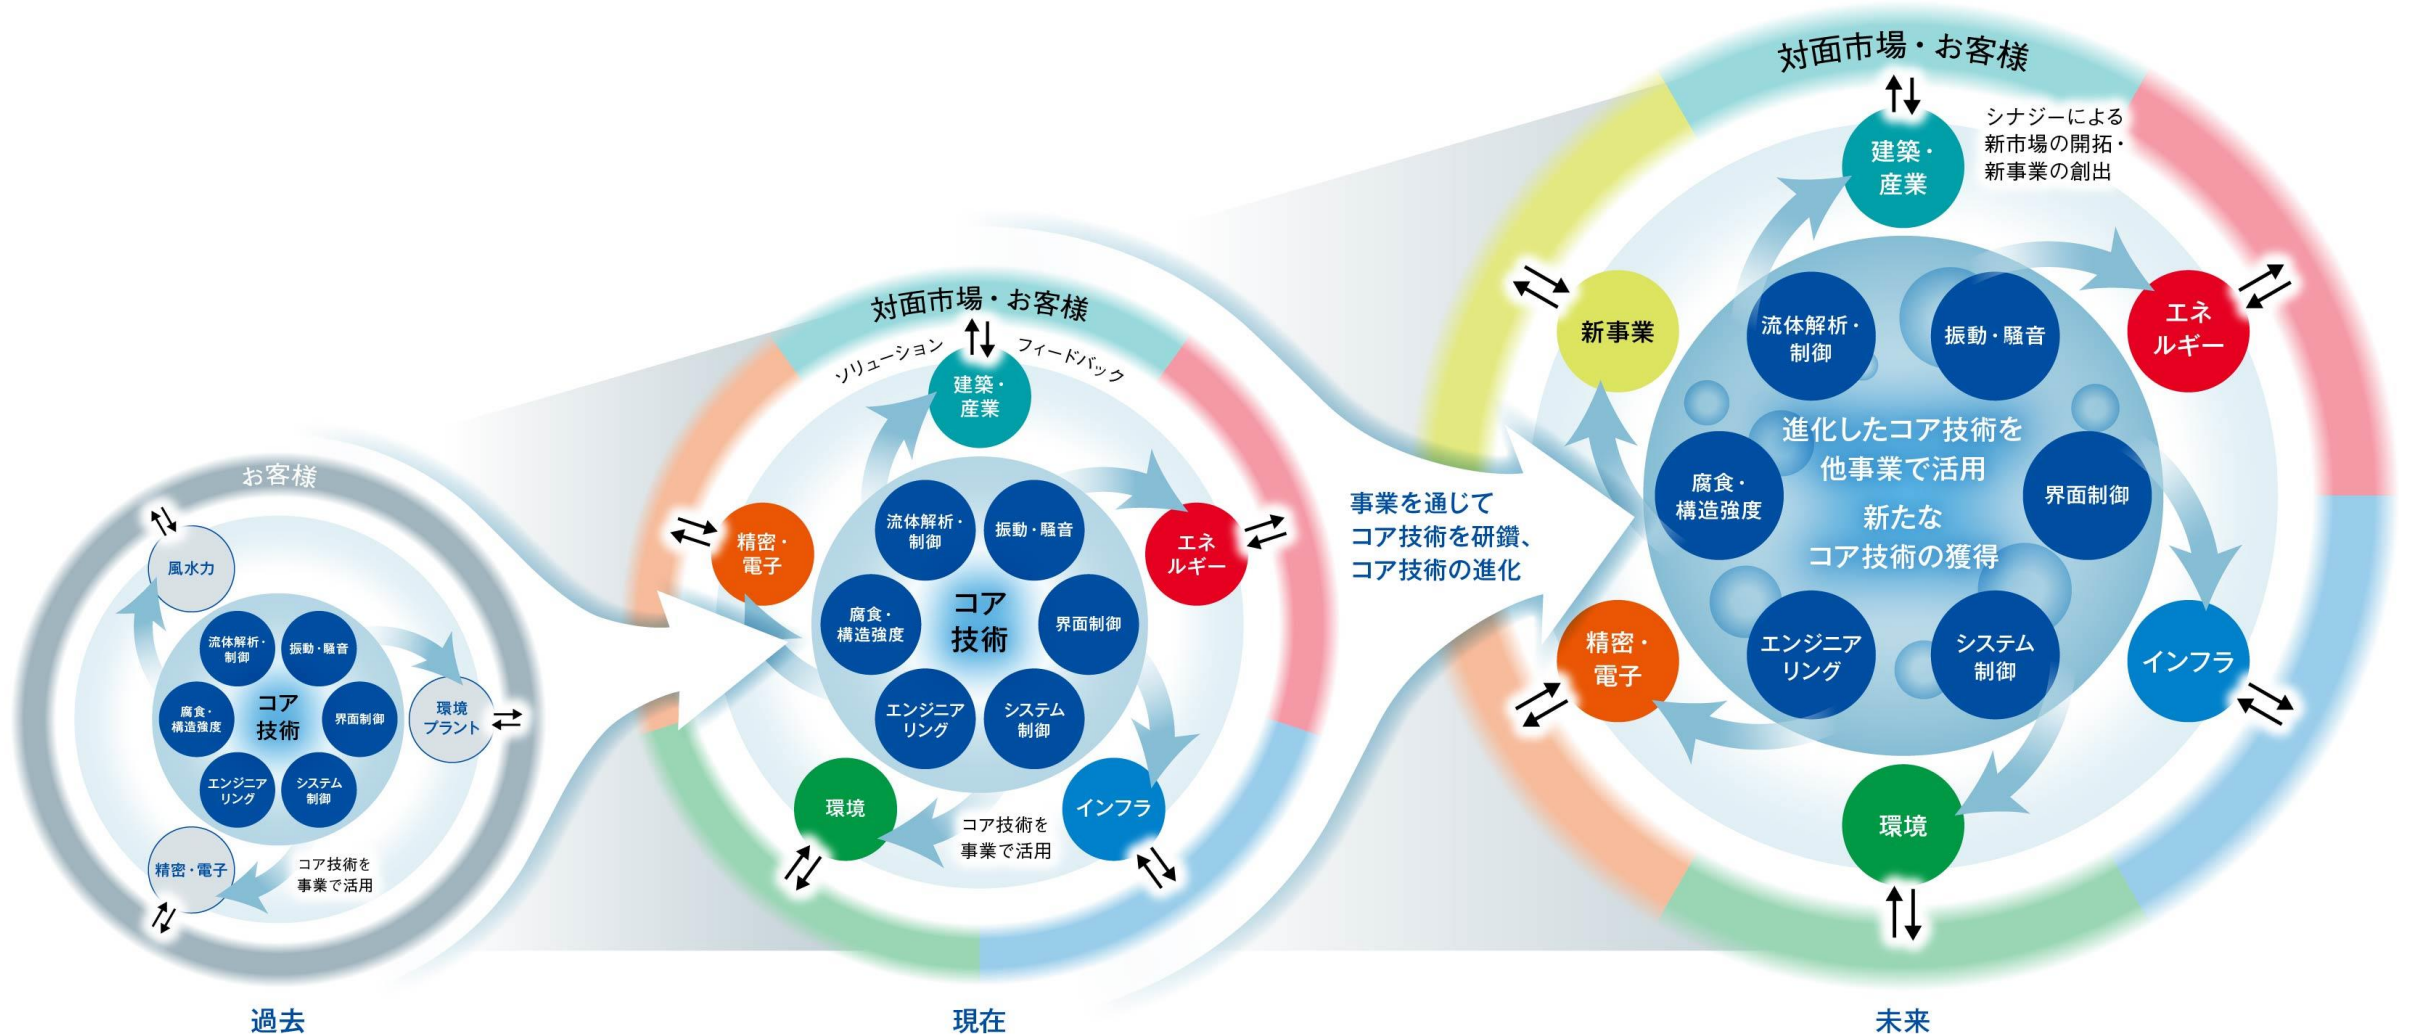 お客様
風水力
環境
プラント
精密・電子
流体解析・
制御
振動・騒音
腐食・
構造強度
コア
技術
界面制御
エンジニア
リング
システム
制御
コア技術を
事業で活用
過去
対面市場・お客様
ソリューション
フィードバック
建築・
産業
精密・
電子
エネ
ルギー
流体解析・
制御
振動・騒音
腐食・
構造強度
コア
技術
界面制御
エンジニア
リング
システム
制御
環境
インフラ
コア技術を
事業で活用
現在
事業を通じて
コア技術を研鑽、
コア技術の進化
対面市場・お客様
シナジーによる
新市場の開拓・
新事業の創出
建築・
産業
新事業
エネ
ルギー
流体解析・
制御
振動・騒音
進化したコア技術を
他事業で活用
新たな
コア技術の獲得
腐食・
構造強度
界面制御
エンジニア
リング
システム
制御
精密・
電子
インフラ
環境
未来